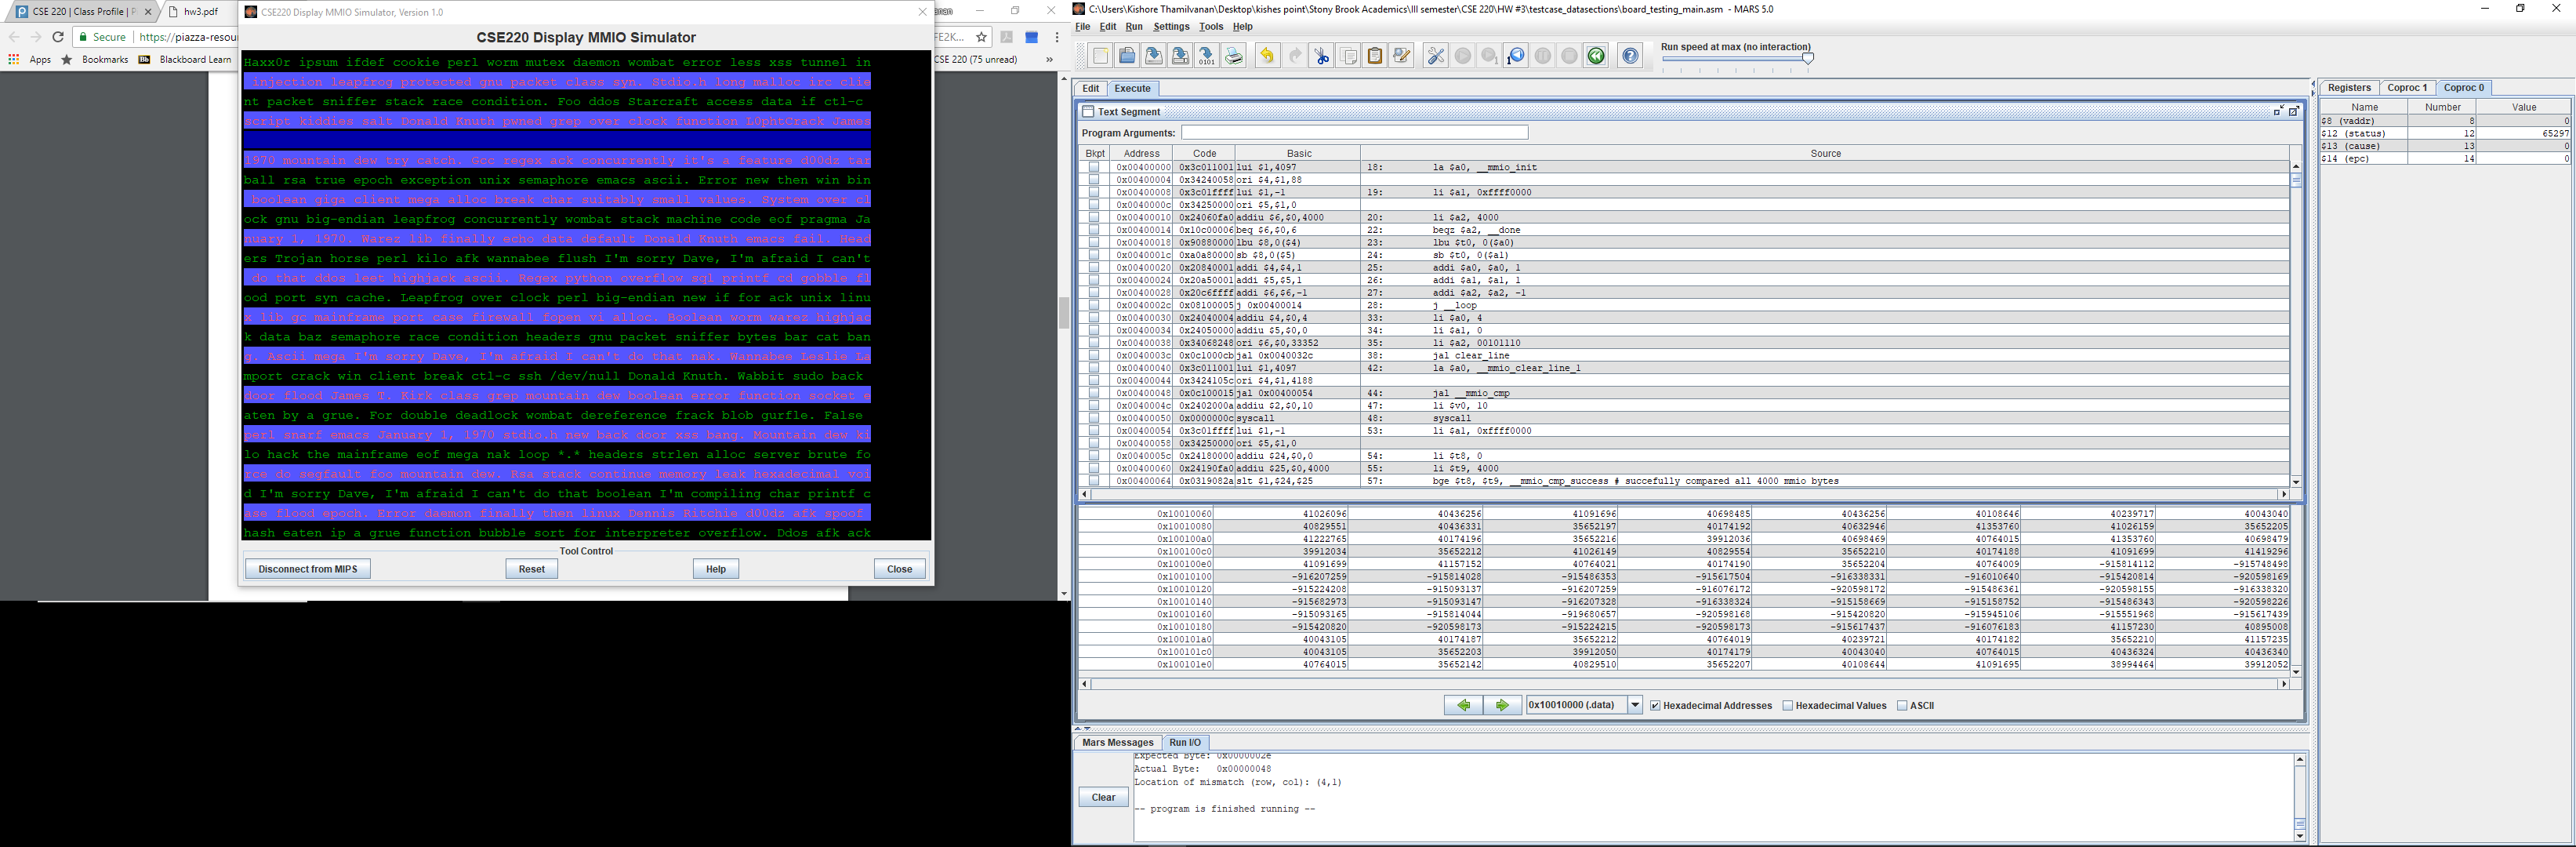 CSE 220 | Class Profile | P
hw3.pdf
Secure
https://piazza-resour
Apps
Bookmarks
Bb
Blackboard Learn
CSE220 Display MMIO Simulator, Version 1.0
nan
FE2K...
CSE 220 (75 unread)
»
CSE220 Display MMIO Simulator
Haxx0r ipsum ifdef cookie perl worm mutex daemon wombat error less xss tunnel in
injection leapfrog protected gnu packet class syn. Stdio.h long malloc irc clie
nt packet sniffer stack race condition. Foo ddos Starcraft access data if ctl-c
script kiddies salt Donald Knuth pwned grep over clock function L0phtCrack James
1970 mountain dew try catch. Gcc regex ack concurrently it's a feature d00dz tar
ball rsa true epoch exception unix semaphore emacs ascii. Error new then win bin
boolean giga client mega alloc break char suitably small values. System over cl
ock gnu big-endian leapfrog concurrently wombat stack machine code eof pragma Ja
nuary 1, 1970. Warez lib finally echo data default Donald Knuth emacs fail. Head
ers Trojan horse perl kilo afk wannabee flush I'm sorry Dave, I'm afraid I can't
do that ddos leet highjack ascii. Regex python overflow sql printf cd gobble fl
ood port syn cache. Leapfrog over clock perl big-endian new if for ack unix linu
x lib gc mainframe port case firewall fopen vi alloc. Boolean worm warez highjac
k data baz semaphore race condition headers gnu packet sniffer bytes bar cat ban
g. Ascii mega I'm sorry Dave, I'm afraid I can't do that nak. Wannabee Leslie La
mport crack win client break ctl-c ssh /dev/null Donald Knuth. Wabbit sudo back
door flood James T. Kirk class grep mountain dew boolean error function socket e
aten by a grue. For double deadlock wombat dereference frack blob gurfle. False
perl snarf emacs January 1, 1970 stdio.h new back door xss bang. Mountain dew ki
lo hack the mainframe eof mega nak loop *.* headers strlen alloc server brute fo
rce do segfault foo mountain dew. Rsa stack continue memory leak hexadecimal voi
d I'm sorry Dave, I'm afraid I can't do that boolean I'm compiling char printf c
ase flood epoch. Error daemon finally then linux Dennis Ritchie d00dz afk spoof
hash eaten ip a grue function bubble sort for interpreter overflow. Ddos afk ack
Tool Control
Disconnect from MIPS
Reset
Help
Close
C:\Users\Kishore Thamilvanan\Desktop\kishes point\Stony Brook Academics\III semester\CSE 220\HW #3\testcase_datasections\board_testing_main.asm - MARS 5.0
File Edit Run Settings Tools Help
Run speed at max (no interaction)
Edit Execute
Text Segment
Program Arguments:
Bkpt Address Code Basic Source
0x00400000 0x3c011001 lui $1,4097 18: la $a0, __mmio_init
0x00400004 0x34240058 ori $4,$1,88
0x00400008 0x3c01ffff lui $1,-1 19: li $a1, 0xffff0000
0x0040000c 0x34250000 ori $5,$1,0
0x00400010 0x24060fa0 addiu $6,$0,4000 20: li $a2, 4000
0x00400014 0x10c00006 beq $6,$0,6 22: beqz $a2, __done
0x00400018 0x90880000 lbu $8,0($4) 23: lbu $t0, 0($a0)
0x0040001c 0xa0a80000 sb $8,0($5) 24: sb $t0, 0($a1)
0x00400020 0x20840001 addi $4,$4,1 25: addi $a0, $a0, 1
0x00400024 0x20a50001 addi $5,$5,1 26: addi $a1, $a1, 1
0x00400028 0x20c6ffff addi $6,$6,-1 27: addi $a2, $a2, -1
0x0040002c 0x08100005 j 0x00400014 28: j __loop
0x00400030 0x24040004 addiu $4,$0,4 33: li $a0, 4
0x00400034 0x24050000 addiu $5,$0,0 34: li $a1, 0
0x00400038 0x34068248 ori $6,$0,33352 35: li $a2, 00101110
0x0040003c 0x0c1000cb jal 0x0040032c 38: jal clear_line
0x00400040 0x3c011001 lui $1,4097 42: la $a0, __mmio_clear_line_1
0x00400044 0x3424105c ori $4,$1,4188
0x00400048 0x0c100015 jal 0x00400054 44: jal __mmio_cmp
0x0040004c 0x2402000a addiu $2,$0,10 47: li $v0, 10
0x00400050 0x0000000c syscall 48: syscall
0x00400054 0x3c01ffff lui $1,-1 53: li $a1, 0xffff0000
0x00400058 0x34250000 ori $5,$1,0
0x0040005c 0x24180000 addiu $24,$0,0 54: li $t8, 0
0x00400060 0x24190fa0 addiu $25,$0,4000 55: li $t9, 4000
0x00400064 0x0319082a slt $1,$24,$25 57: bge $t8, $t9, __mmio_cmp_success # succefully compared all 4000 mmio bytes
0x10010060 41026096 40436256 41091696 40698485 40436256 40108646 40239717 40043040
0x10010080 40829551 40436331 35652197 40174192 40632946 41353760 41026159 35652205
0x100100a0 41222765 40174196 35652216 39912036 40698469 40764015 41353760 40698479
0x100100c0 39912034 35652212 41026149 40829554 35652210 40174188 41091699 41419296
0x100100e0 41091699 41157152 40764021 40174190 35652204 40764009 -915814112 -915748498
0x10010100 -916207259 -915814028 -915486353 -915617504 -916338331 -916010640 -915420814 -920598169
0x10010120 -915224208 -915093137 -916207259 -916076172 -920598172 -915486361 -920598155 -916338320
0x10010140 -915682973 -915093147 -916207328 -916338324 -915158669 -915158752 -915486343 -920598226
0x10010160 -915093165 -915814044 -919680657 -920598168 -915420820 -915945106 -915551968 -915617439
0x10010180 -915420820 -920598173 -915224215 -920598173 -915617437 -916076183 41157230 40895008
0x100101a0 40043105 40174187 35652212 40764019 40239721 40174182 35652210 41157235
0x100101c0 40043105 35652203 39912050 40174179 40043040 40764015 40436324 40436340
0x100101e0 40764015 35652142 40829510 35652207 40108644 41091695 38994464 39912052
0x10010000 (.data)
Hexadecimal Addresses Hexadecimal Values ASCII
Mars Messages Run I/O
Expected Byte: 0x0000002e
Actual Byte: 0x00000048
Location of mismatch (row, col): (4,1)
-- program is finished running --
Clear
Registers Coproc 1 Coproc 0
Name Number Value
$8 (vaddr) 8 0
$12 (status) 12 65297
$13 (cause) 13 0
$14 (epc) 14 0